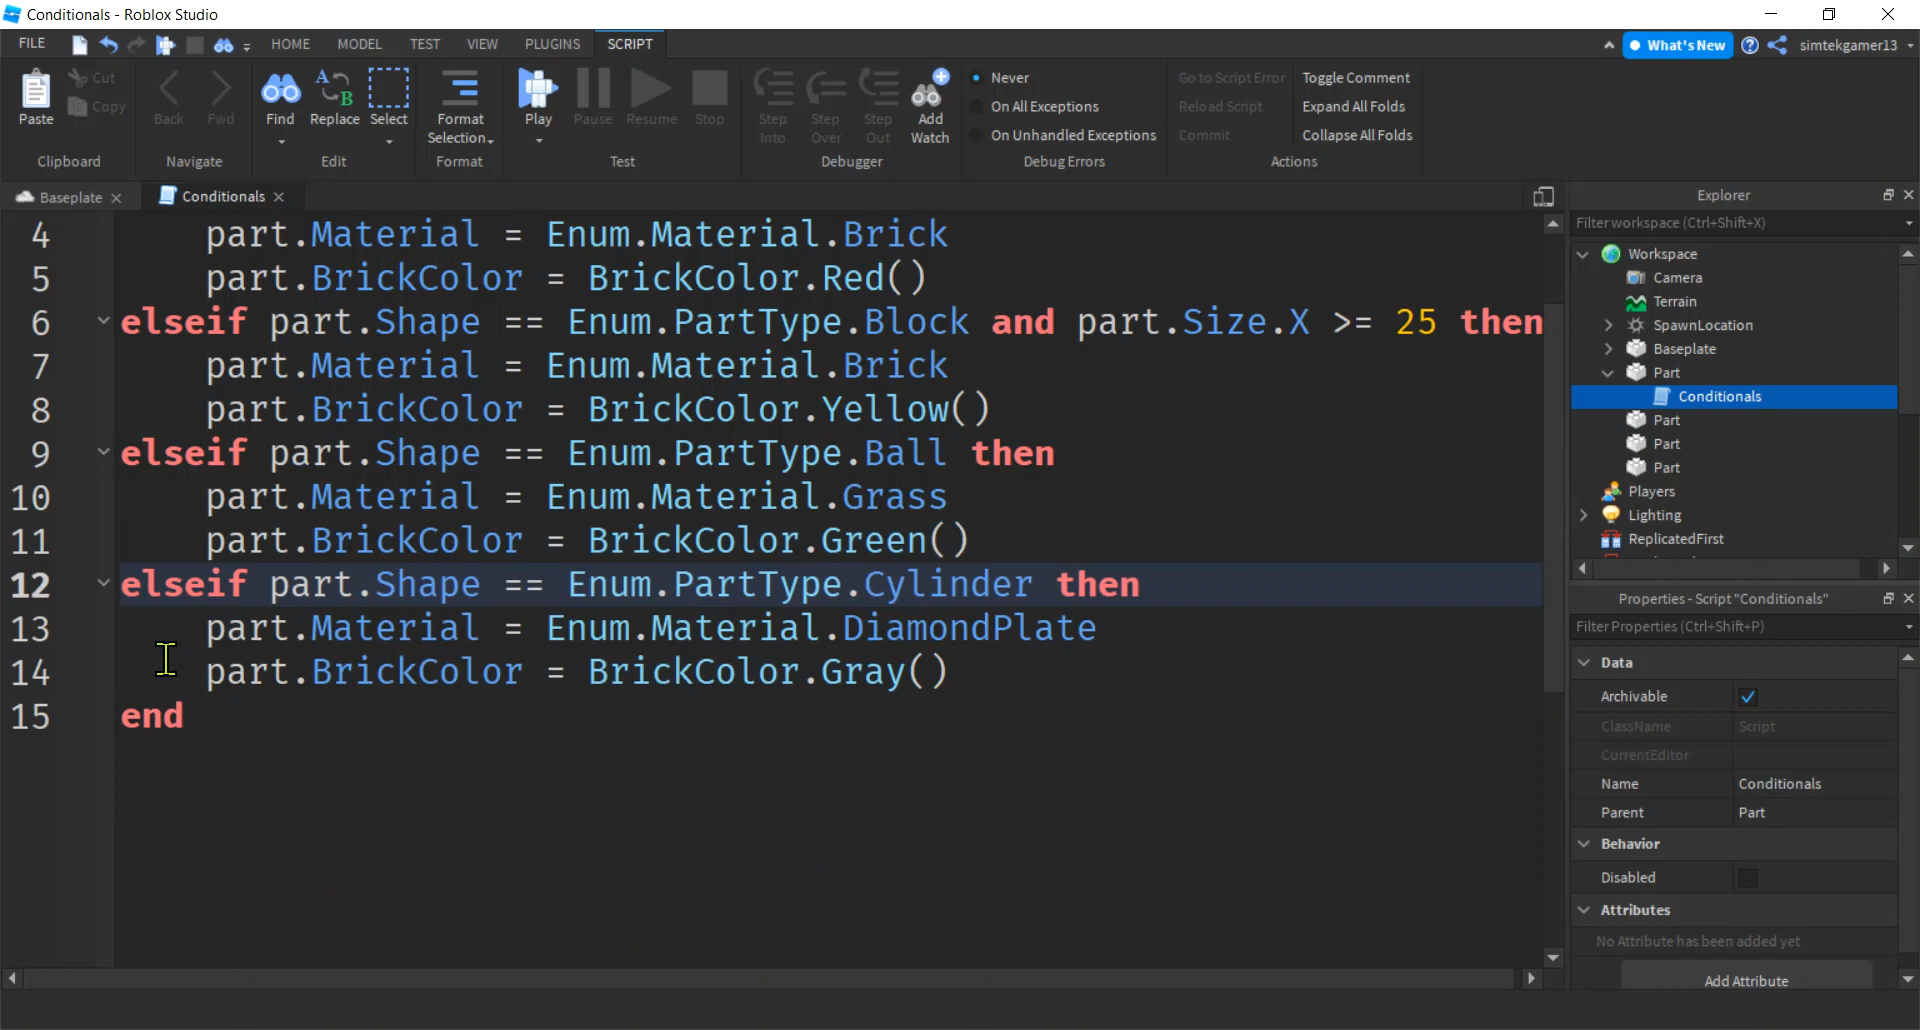 Conditionals - Roblox Studio
FILE HOME MODEL TEST VIEW PLUGINS SCRIPT What's New simtekgamer13
Paste
Cut
Copy
Clipboard
Back Fwd
Navigate
Find Replace Select
Edit
Format Selection
Format
Play Pause Resume Stop
Test
Step Into
Step Over
Step Out
Add Watch
Debugger
Never
On All Exceptions
On Unhandled Exceptions
Debug Errors
Go to Script Error
Reload Script
Commit
Toggle Comment
Expand All Folds
Collapse All Folds
Actions
Baseplate
Conditionals
4 part.Material = Enum.Material.Brick
5 part.BrickColor = BrickColor.Red()
6 elseif part.Shape == Enum.PartType.Block and part.Size.X >= 25 then
7 part.Material = Enum.Material.Brick
8 part.BrickColor = BrickColor.Yellow()
9 elseif part.Shape == Enum.PartType.Ball then
10 part.Material = Enum.Material.Grass
11 part.BrickColor = BrickColor.Green()
12 elseif part.Shape == Enum.PartType.Cylinder then
13 part.Material = Enum.Material.DiamondPlate
14 part.BrickColor = BrickColor.Gray()
15 end
Explorer
Filter workspace (Ctrl+Shift+X)
Workspace
Camera
Terrain
SpawnLocation
Baseplate
Part
Conditionals
Part
Part
Part
Players
Lighting
ReplicatedFirst
Properties - Script "Conditionals"
Filter Properties (Ctrl+Shift+P)
Data
Archivable
ClassName Script
CurrentEditor
Name Conditionals
Parent Part
Behavior
Disabled
Attributes
No Attribute has been added yet
Add Attribute